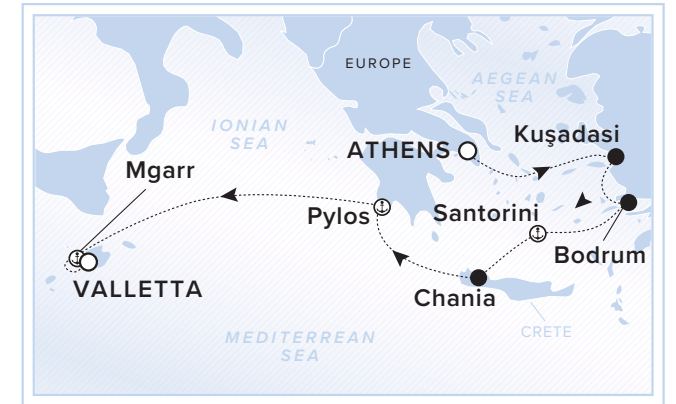 EUROPE
AEGEAN
SEA
IONIAN
SEA
ATHENS
Kuşadasi
Mgarr
Pylos
Santorini
Bodrum
VALLETTA
Chania
CRETE
MEDITERREAN
SEA